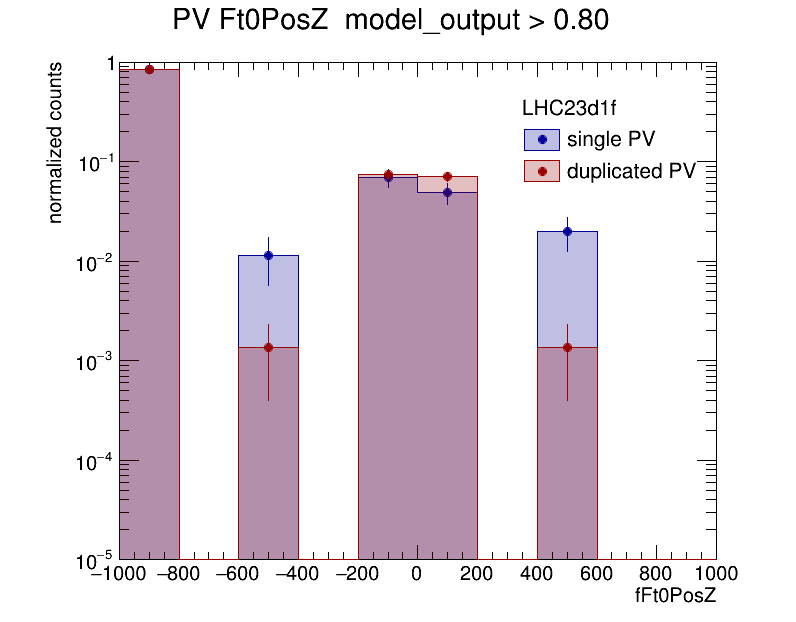 PV Ft0PosZ  model_output > 0.80
normalized counts
1
10⁻¹
10⁻²
10⁻³
10⁻⁴
10⁻⁵
LHC23d1f
single PV
duplicated PV
−1000 −800 −600 −400 −200 0 200 400 600 800 1000
fFt0PosZ